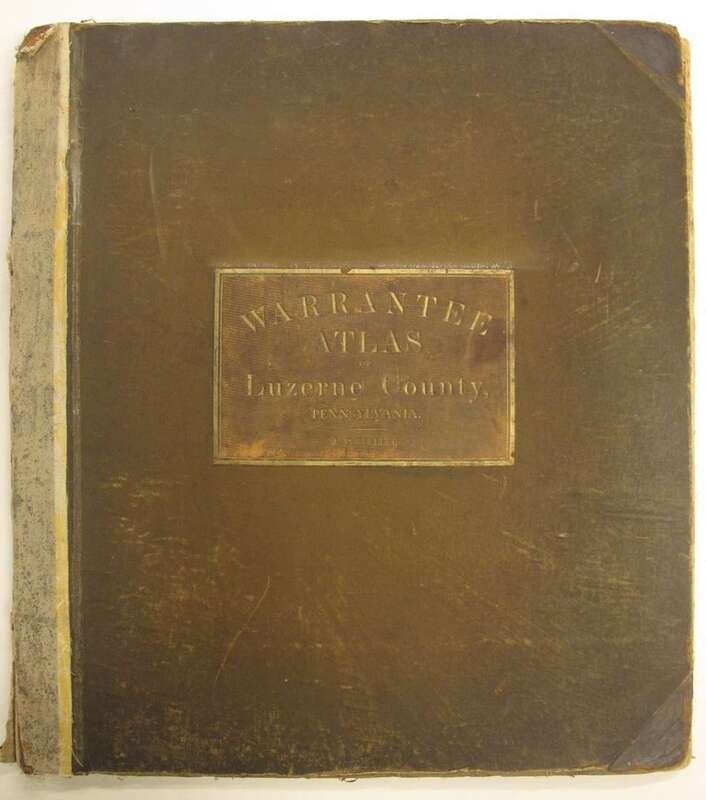 WARRANTEE
ATLAS
OF
Luzerne County,
PENNSYLVANIA.